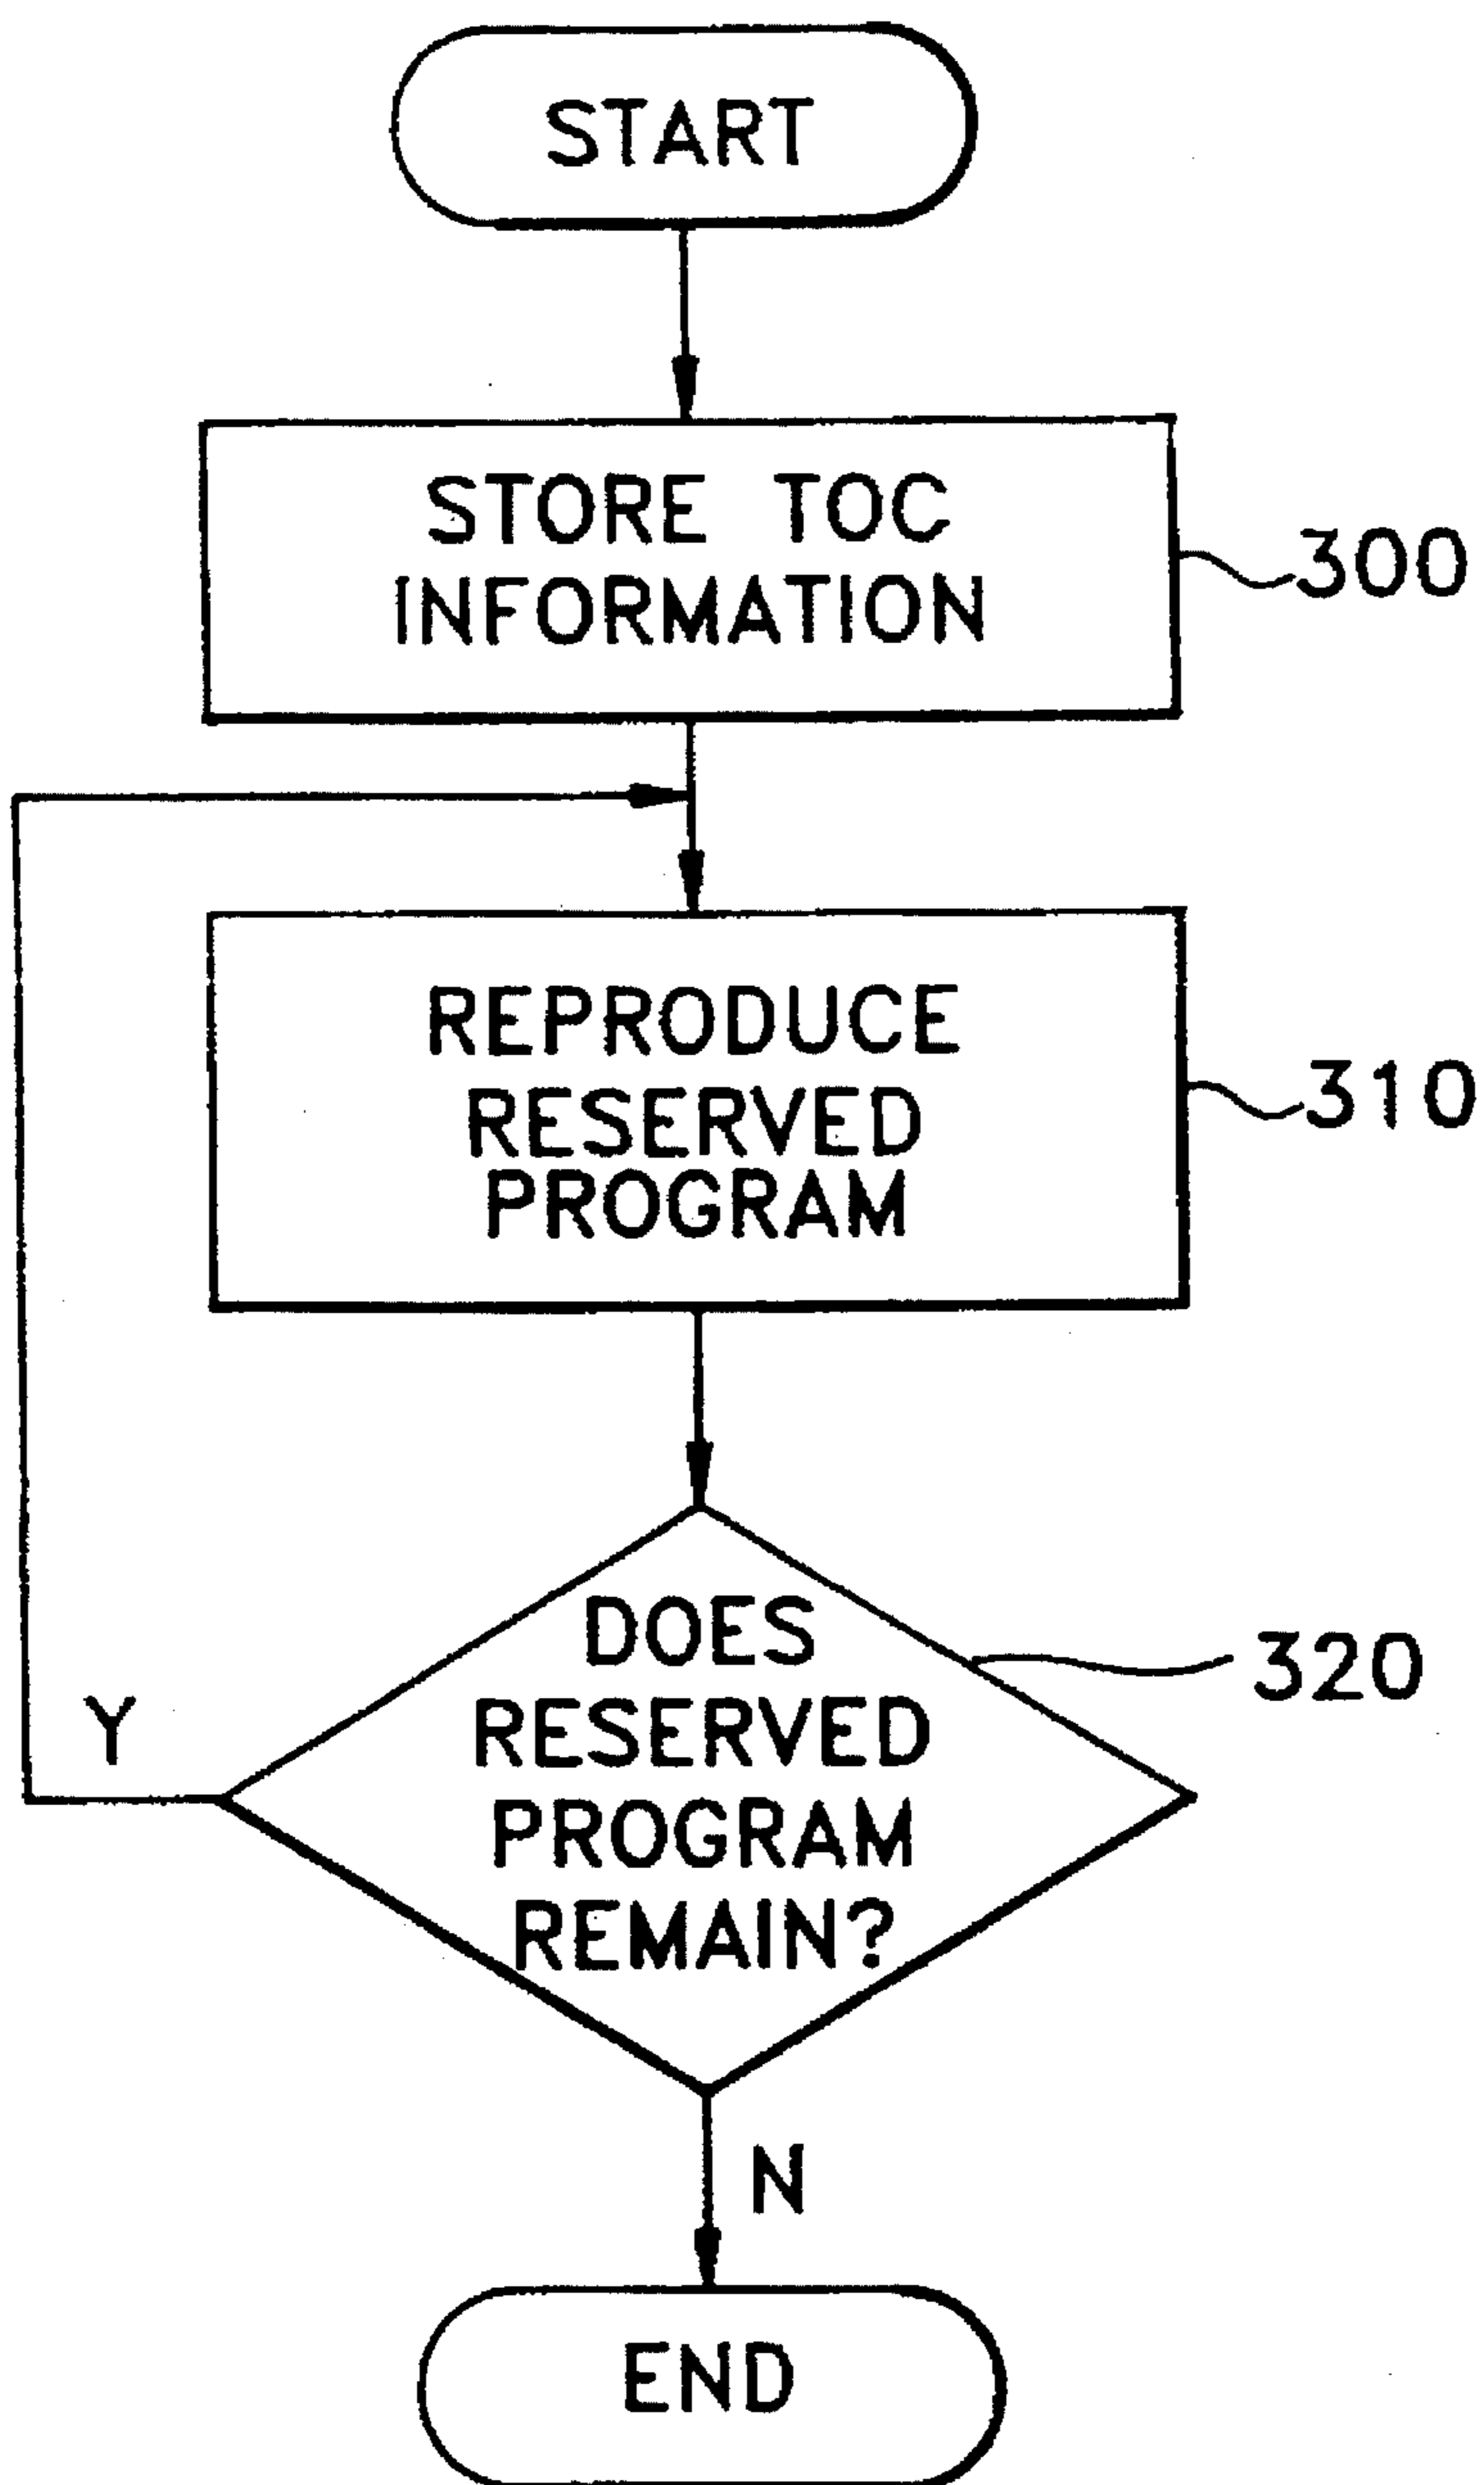 START
STORE TOC
INFORMATION
300
REPRODUCE
RESERVED
PROGRAM
310
DOES
RESERVED
PROGRAM
REMAIN?
320
Y
N
END